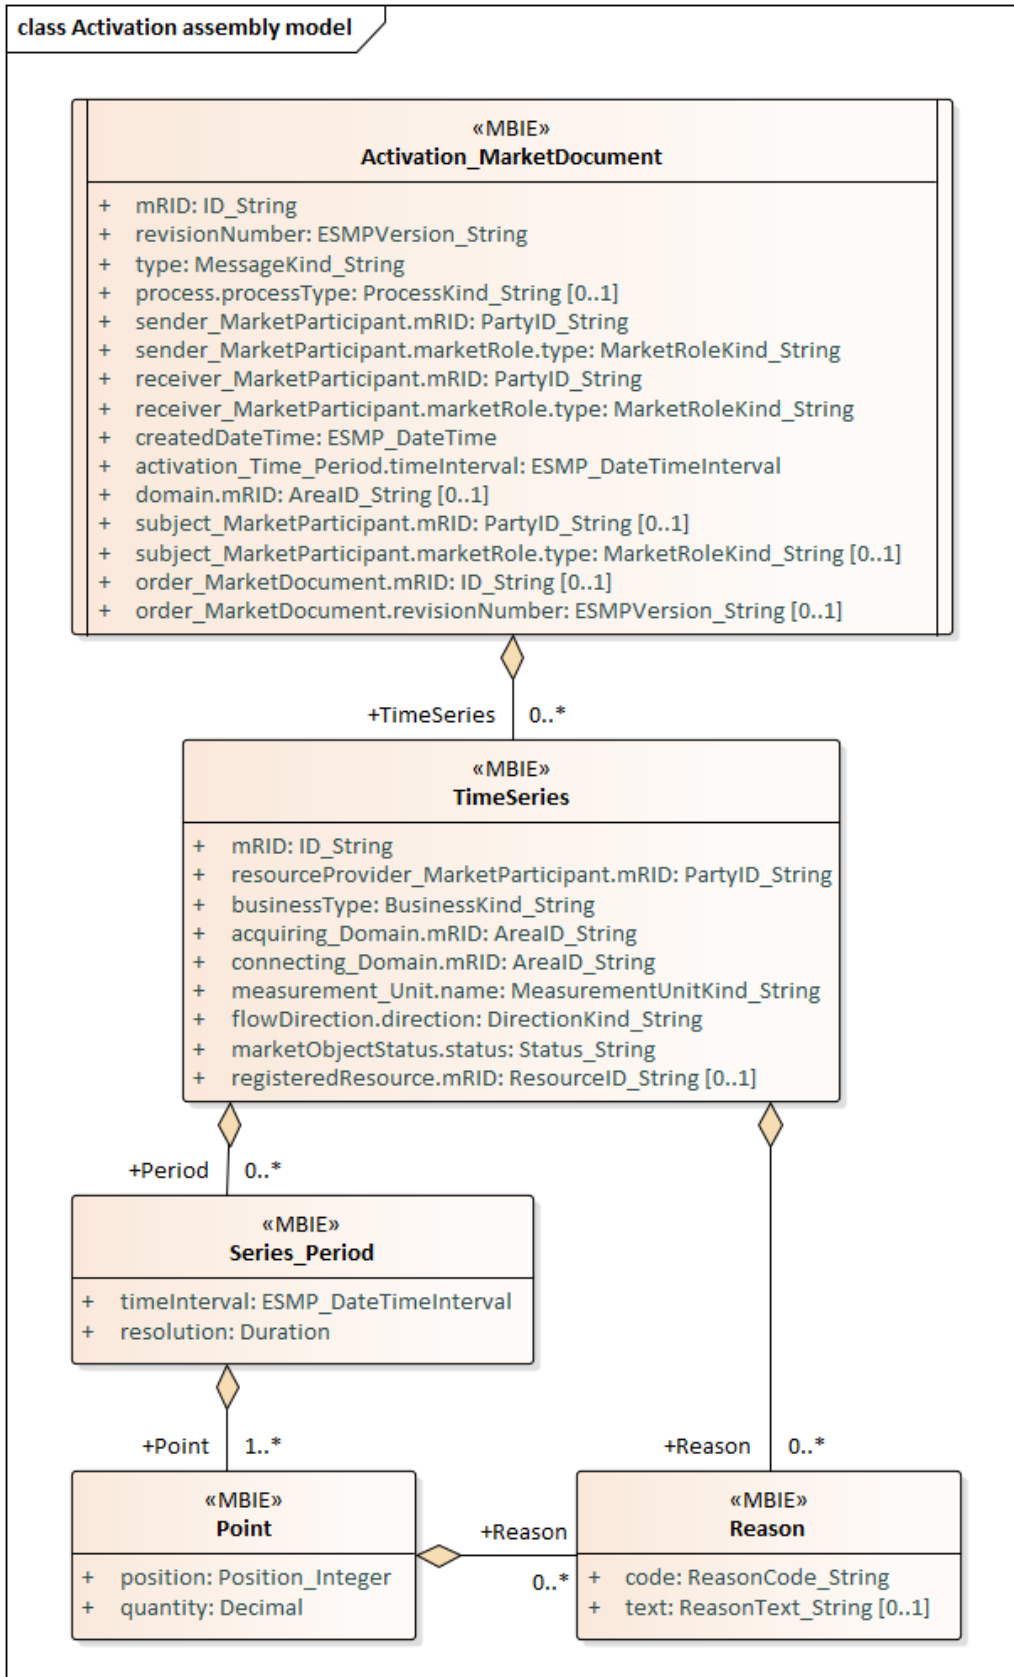 class Activation assembly model
«MBIE»
Activation_MarketDocument
+ mRID: ID_String
+ revisionNumber: ESMPVersion_String
+ type: MessageKind_String
+ process.processType: ProcessKind_String [0..1]
+ sender_MarketParticipant.mRID: PartyID_String
+ sender_MarketParticipant.marketRole.type: MarketRoleKind_String
+ receiver_MarketParticipant.mRID: PartyID_String
+ receiver_MarketParticipant.marketRole.type: MarketRoleKind_String
+ createdDateTime: ESMP_DateTime
+ activation_Time_Period.timeInterval: ESMP_DateTimeInterval
+ domain.mRID: AreaID_String [0..1]
+ subject_MarketParticipant.mRID: PartyID_String [0..1]
+ subject_MarketParticipant.marketRole.type: MarketRoleKind_String [0..1]
+ order_MarketDocument.mRID: ID_String [0..1]
+ order_MarketDocument.revisionNumber: ESMPVersion_String [0..1]
+TimeSeries 0..*
«MBIE»
TimeSeries
+ mRID: ID_String
+ resourceProvider_MarketParticipant.mRID: PartyID_String
+ businessType: BusinessKind_String
+ acquiring_Domain.mRID: AreaID_String
+ connecting_Domain.mRID: AreaID_String
+ measurement_Unit.name: MeasurementUnitKind_String
+ flowDirection.direction: DirectionKind_String
+ marketObjectStatus.status: Status_String
+ registeredResource.mRID: ResourceID_String [0..1]
+Period 0..*
«MBIE»
Series_Period
+ timeInterval: ESMP_DateTimeInterval
+ resolution: Duration
+Point 1..*
+Reason 0..*
«MBIE»
Point
+ position: Position_Integer
+ quantity: Decimal
+Reason
0..*
«MBIE»
Reason
+ code: ReasonCode_String
+ text: ReasonText_String [0..1]